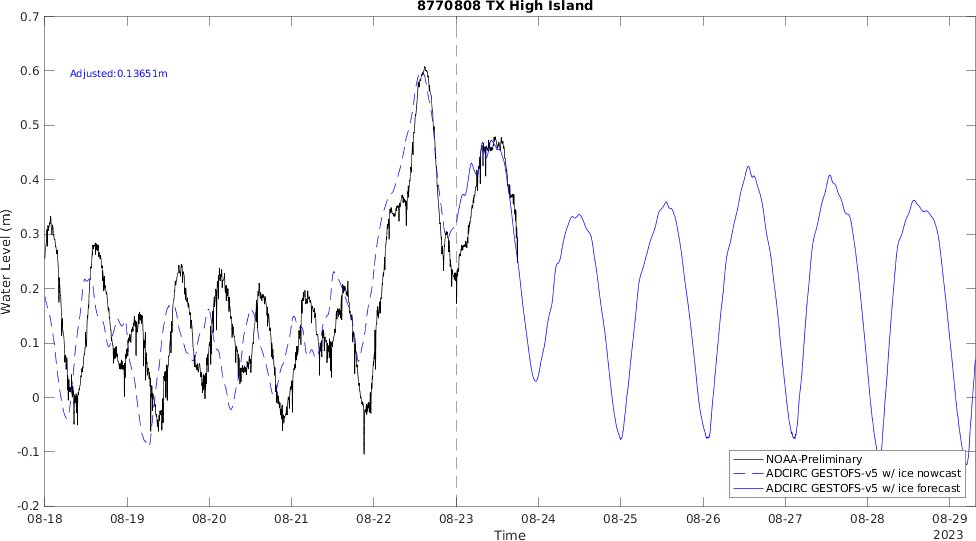 8770808 TX High Island
0.7
0.6
0.5
0.4
0.3
0.2
0.1
0
-0.1
-0.2
Water Level (m)
Adjusted:0.13651m
NOAA-Preliminary
ADCIRC GESTOFS-v5 w/ ice nowcast
ADCIRC GESTOFS-v5 w/ ice forecast
08-18 08-19 08-20 08-21 08-22 08-23 08-24 08-25 08-26 08-27 08-28 08-29
Time
2023